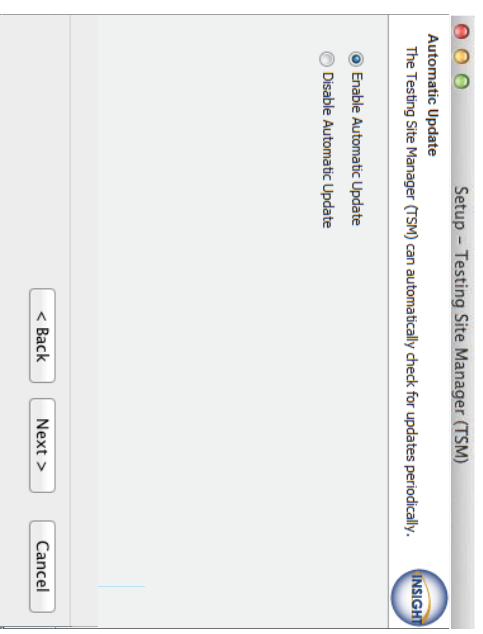 Setup – Testing Site Manager (TSM)
Automatic Update
The Testing Site Manager (TSM) can automatically check for updates periodically.
INSIGHT
Enable Automatic Update
Disable Automatic Update
< Back
Next >
Cancel